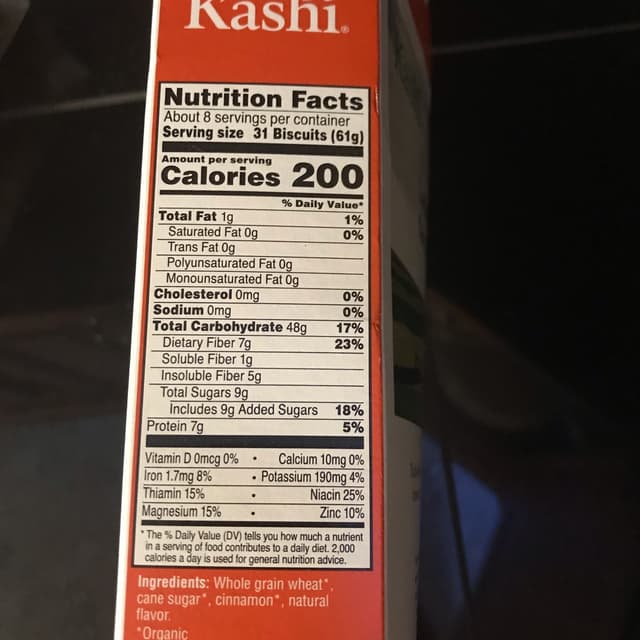 Kashi®
Nutrition Facts
About 8 servings per container
Serving size 31 Biscuits (61g)
Amount per serving
Calories 200
% Daily Value*
Total Fat 1g 1%
Saturated Fat 0g 0%
Trans Fat 0g
Polyunsaturated Fat 0g
Monounsaturated Fat 0g
Cholesterol 0mg 0%
Sodium 0mg 0%
Total Carbohydrate 48g 17%
Dietary Fiber 7g 23%
Soluble Fiber 1g
Insoluble Fiber 5g
Total Sugars 9g
Includes 9g Added Sugars 18%
Protein 7g 5%
Vitamin D 0mcg 0% • Calcium 10mg 0%
Iron 1.7mg 8% • Potassium 190mg 4%
Thiamin 15% • Niacin 25%
Magnesium 15% • Zinc 10%
* The % Daily Value (DV) tells you how much a nutrient
in a serving of food contributes to a daily diet. 2,000
calories a day is used for general nutrition advice.
Ingredients: Whole grain wheat*,
cane sugar*, cinnamon*, natural
flavor.
*Organic